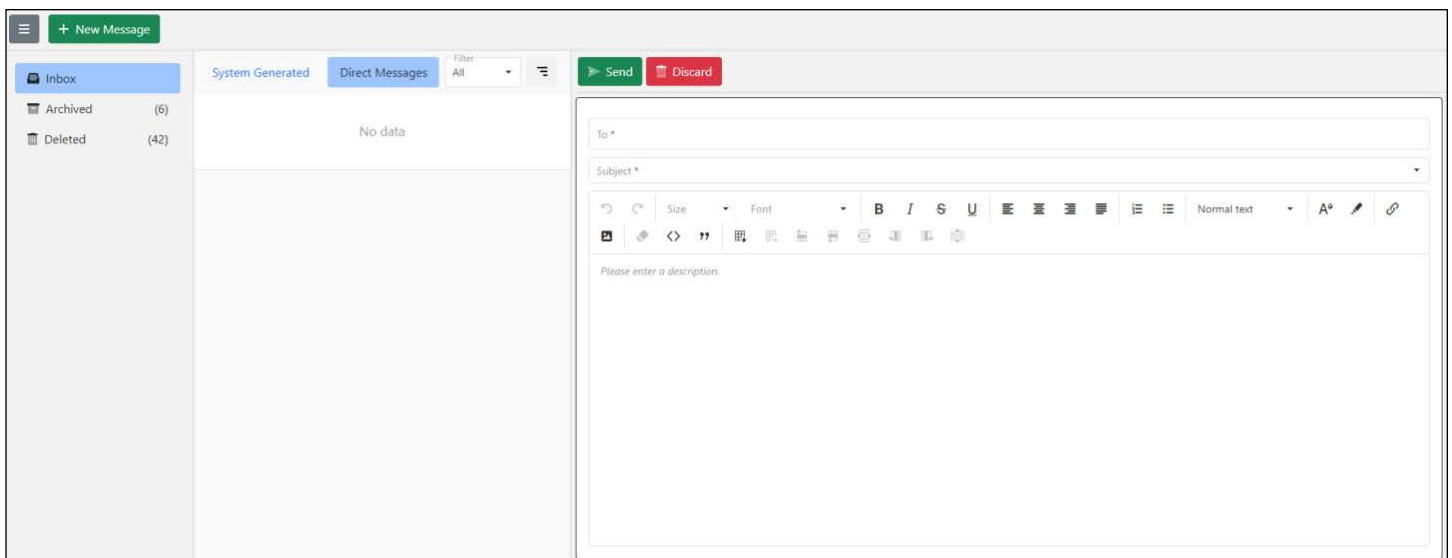 + New Message
Inbox
Archived (6)
Deleted (42)
System Generated Direct Messages Filter All
No data
Send Discard
To *
Subject *
Size Font B I S U Normal text
Please enter a description.